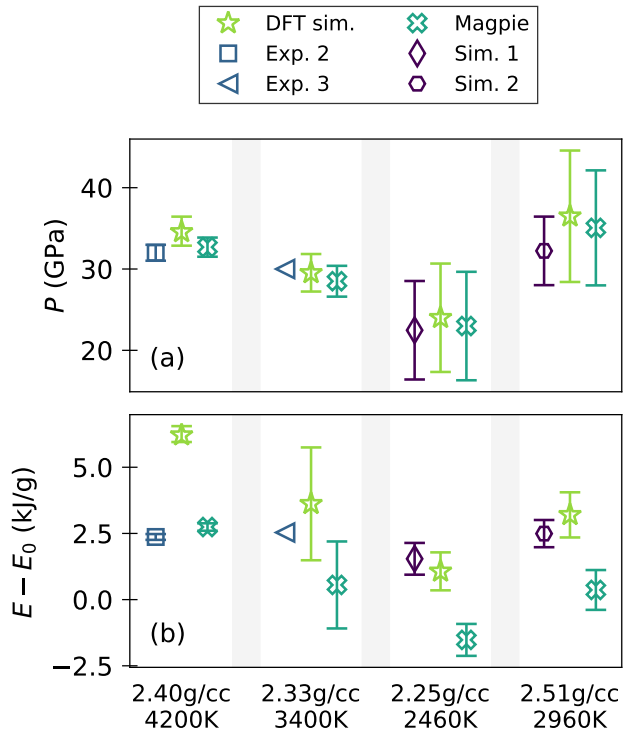 DFT sim. Magpie
Exp. 2 Sim. 1
Exp. 3 Sim. 2
P (GPa)
40
30
20
(a)
E − E0 (kJ/g)
5.0
2.5
0.0
−2.5
(b)
2.40g/cc 2.33g/cc 2.25g/cc 2.51g/cc
4200K 3400K 2460K 2960K